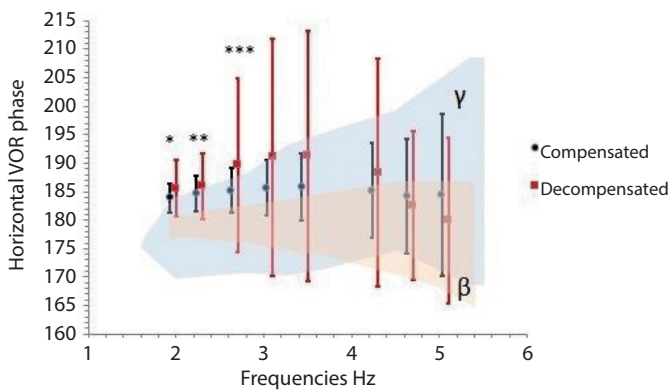 215
210
205
200
195
190
185
180
175
170
165
160
Horizontal VOR phase
* ** ***
γ
β
Compensated
Decompensated
1 2 3 4 5 6
Frequencies Hz